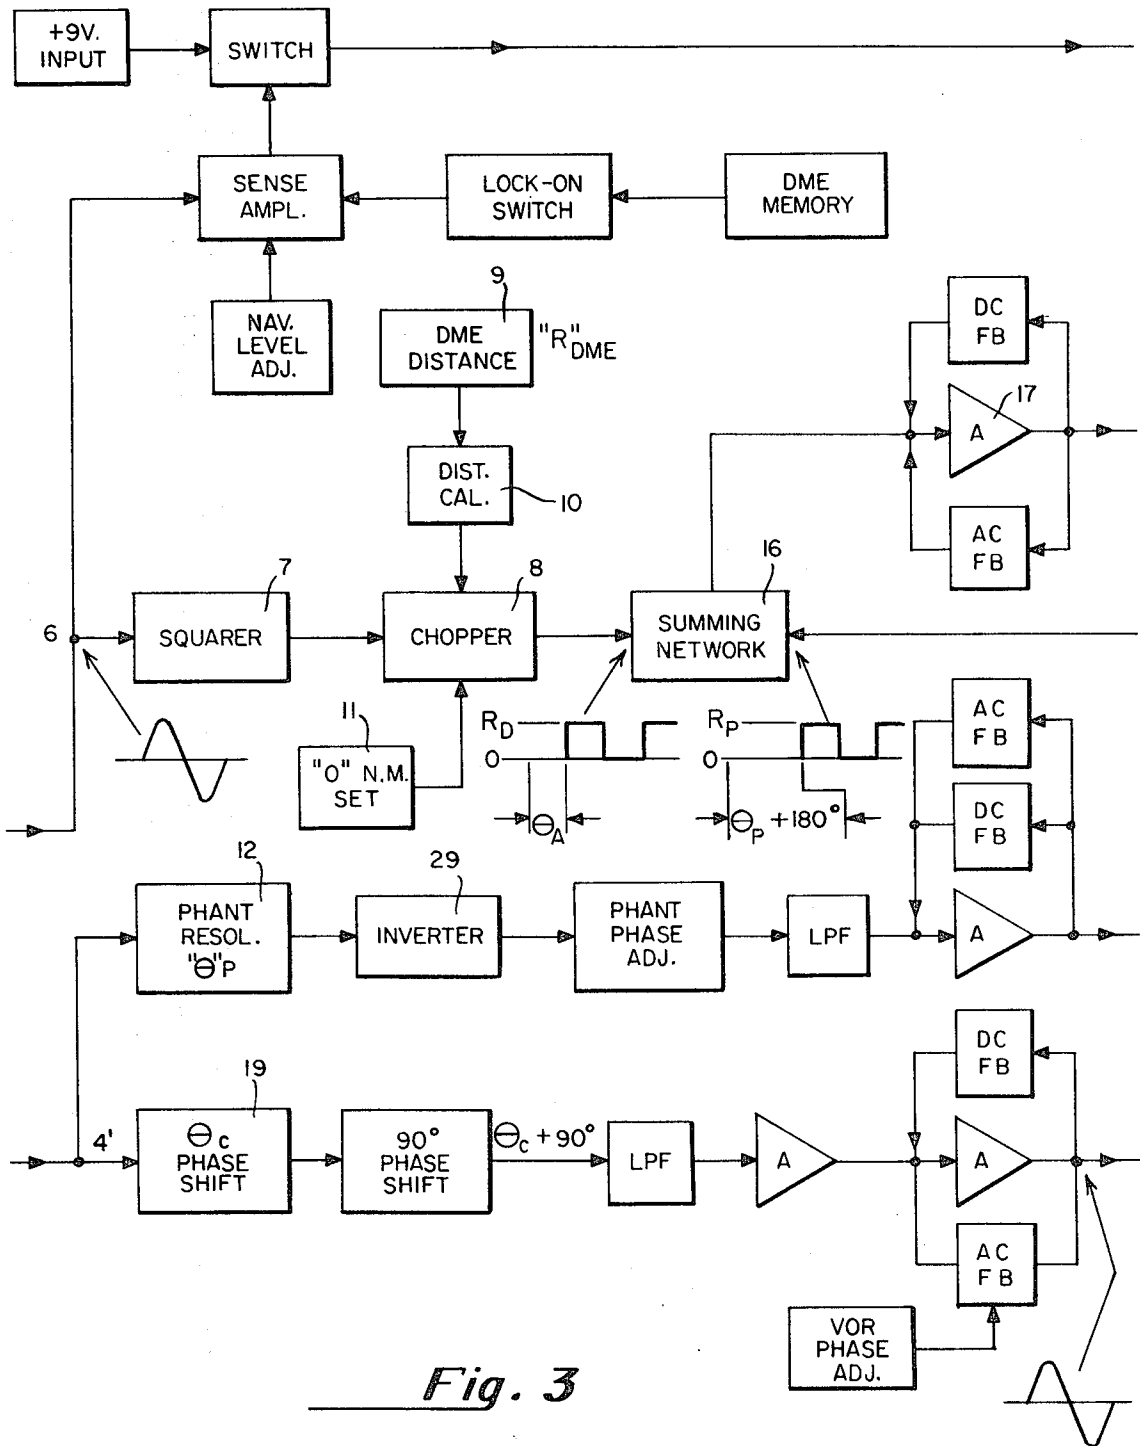 +9V.
INPUT
SWITCH
SENSE
AMPL.
LOCK-ON
SWITCH
DME
MEMORY
NAV.
LEVEL
ADJ.
9
DME
DISTANCE
"R"DME
DC
FB
17
A
DIST.
CAL.
10
AC
FB
6
7
SQUARER
8
CHOPPER
16
SUMMING
NETWORK
11
"O" N.M.
SET
RD
O
ΘA
RP
O
ΘP +180°
AC
FB
DC
FB
12
PHANT
RESOL.
"Θ"P
29
INVERTER
PHANT
PHASE
ADJ.
LPF
A
4'
19
Θc
PHASE
SHIFT
90°
PHASE
SHIFT
Θc +90°
LPF
A
DC
FB
A
AC
FB
VOR
PHASE
ADJ.
Fig. 3